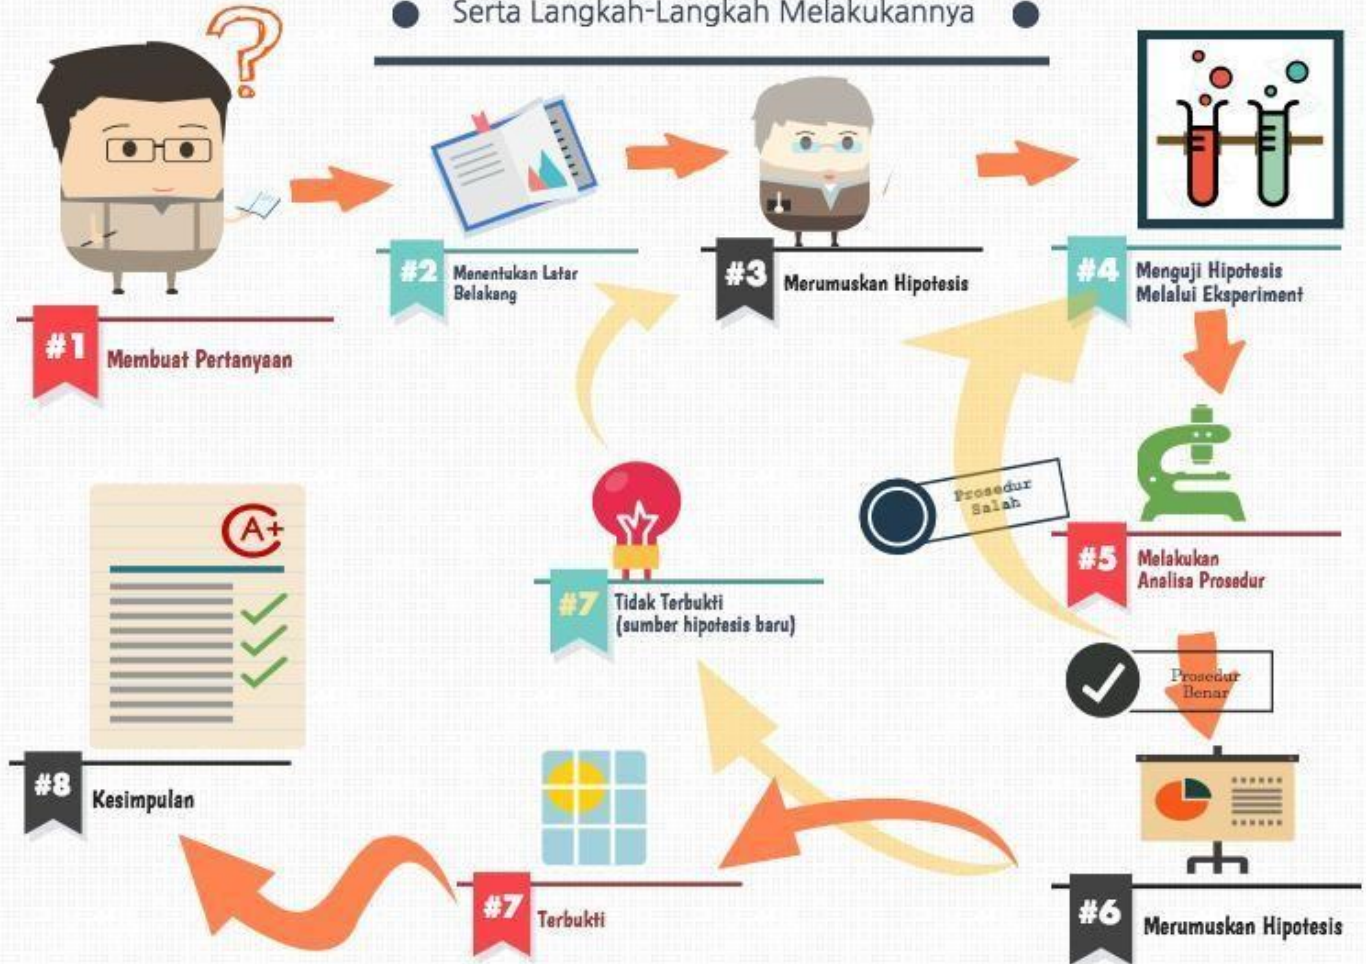 Serta Langkah-Langkah Melakukannya
#1
Membuat Pertanyaan
#2
Menentukan Latar
Belakang
#3
Merumuskan Hipotesis
#4
Menguji Hipotesis
Melalui Eksperiment
#5
Melakukan
Analisa Prosedur
Prosedur
Salah
Prosedur
Benar
#6
Merumuskan Hipotesis
#7
Tidak Terbukti
(sumber hipotesis baru)
#7
Terbukti
A+
#8
Kesimpulan